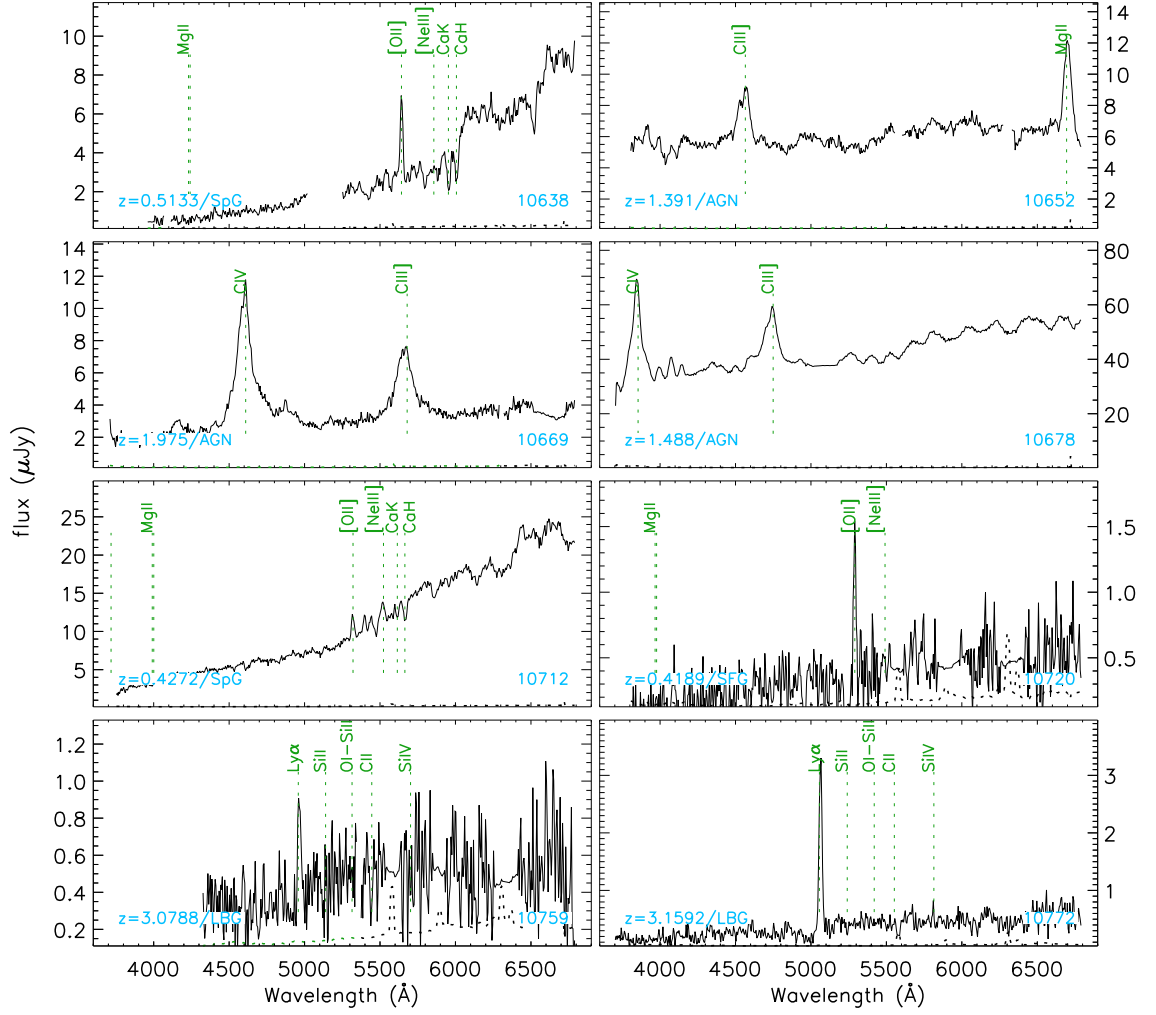 MgII [OII] [NeIII] CaK CaH
10
8
6
4
2
z=0.5133/SpG 10638
CIII] MgII
14
12
10
8
6
4
2
z=1.391/AGN 10652
CIV CIII]
14
12
10
8
6
4
2
z=1.975/AGN 10669
CIV CIII]
80
60
40
20
z=1.488/AGN 10678
flux (μJy)
MgII [OII] [NeIII] CaK CaH
25
20
15
10
5
z=0.4272/SpG 10712
MgII [OII] [NeIII]
1.5
1.0
0.5
z=0.4189/SFG 10720
Lyα SiII OI-SiII CII SiIV
1.2
1.0
0.8
0.6
0.4
0.2
z=3.0788/LBG 10759
4000 4500 5000 5500 6000 6500
Wavelength (Å)
Lyα SiII OI-SiII CII SiIV
3
2
1
z=3.1592/LBG 10772
4000 4500 5000 5500 6000 6500
Wavelength (Å)